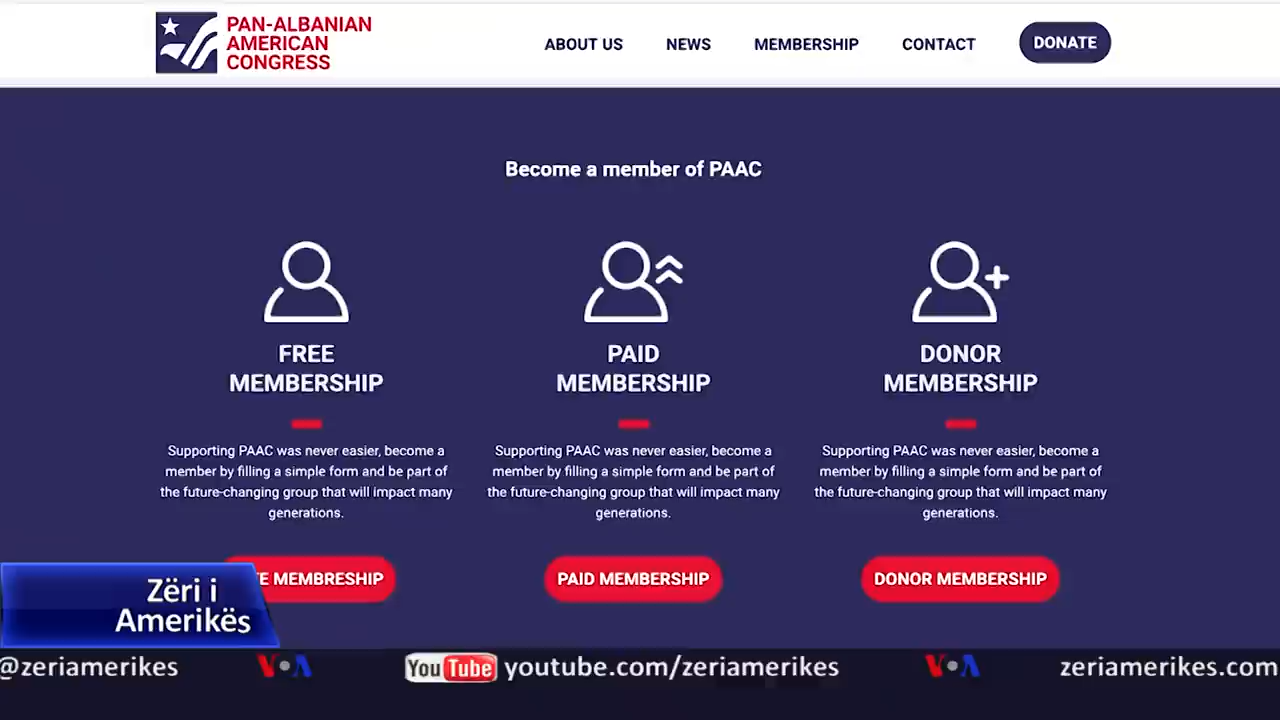 PAN-ALBANIAN
AMERICAN
CONGRESS
ABOUT US
NEWS
MEMBERSHIP
CONTACT
DONATE
Become a member of PAAC
FREE
MEMBERSHIP
Supporting PAAC was never easier, become a
member by filling a simple form and be part of
the future-changing group that will impact many
generations.
E MEMBRESHIP
PAID
MEMBERSHIP
Supporting PAAC was never easier, become a
member by filling a simple form and be part of
the future-changing group that will impact many
generations.
PAID MEMBERSHIP
DONOR
MEMBERSHIP
Supporting PAAC was never easier, become a
member by filling a simple form and be part of
the future-changing group that will impact many
generations.
DONOR MEMBERSHIP
Zëri i
Amerikës
@zeriamerikes VOA YouTube youtube.com/zeriamerikes VOA zeriamerikes.com